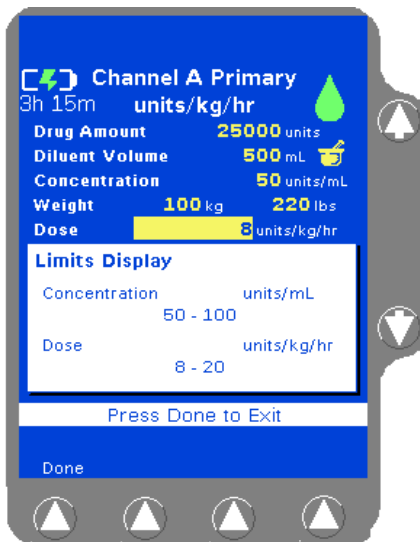 Channel A Primary
3h 15m units/kg/hr
Drug Amount 25000 units
Diluent Volume 500 mL
Concentration 50 units/mL
Weight 100 kg 220 lbs
Dose 8 units/kg/hr
Limits Display
Concentration units/mL
50 - 100
Dose units/kg/hr
8 - 20
Press Done to Exit
Done